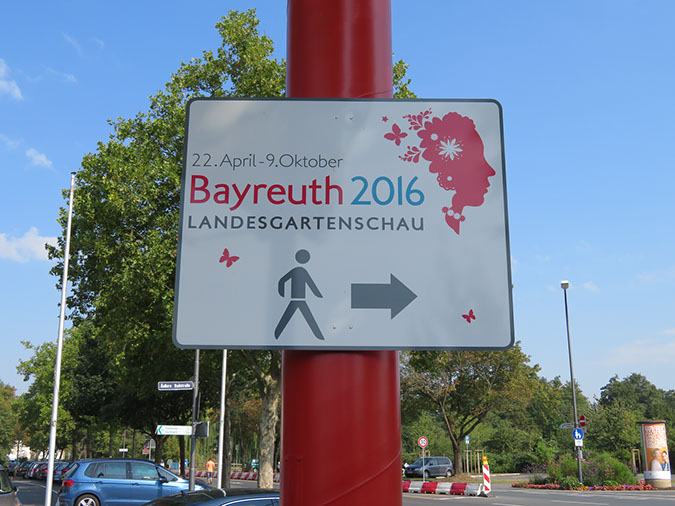 22. April - 9. Oktober
Bayreuth 2016
LANDESGARTENSCHAU